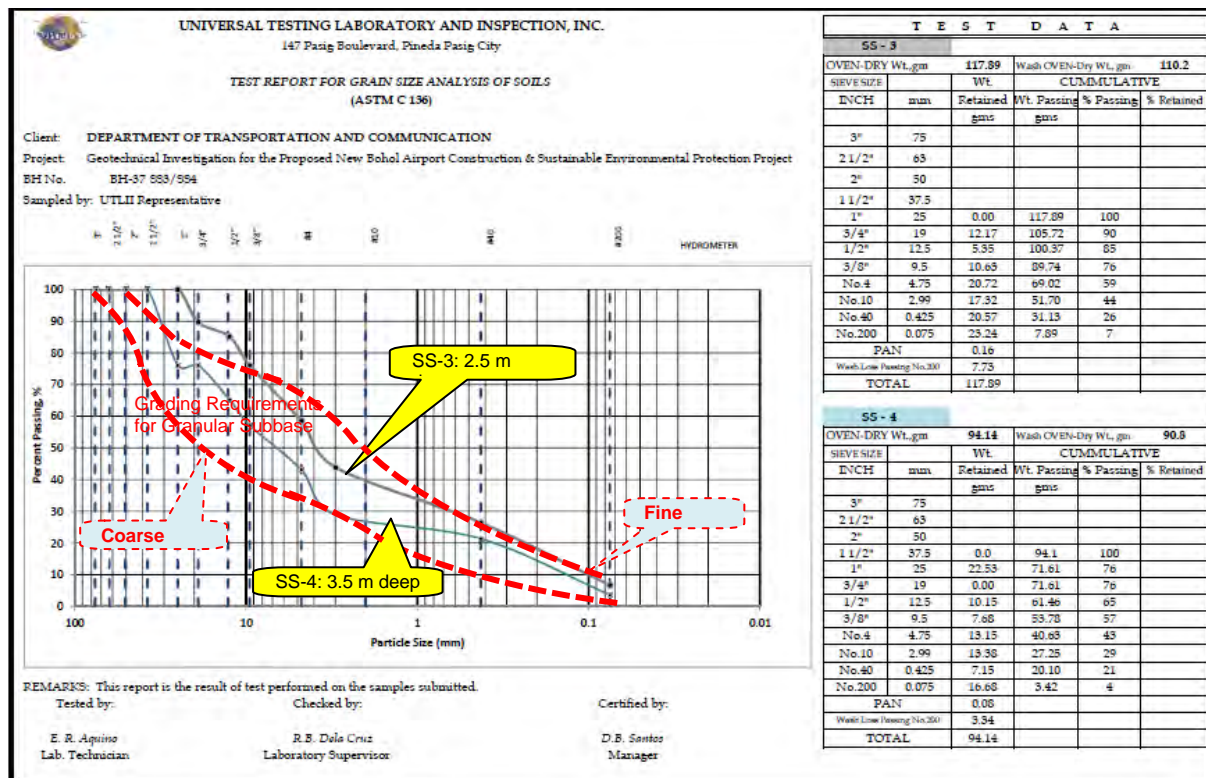 UNIVERSAL TESTING LABORATORY AND INSPECTION, INC.
147 Pasig Boulevard, Pineda Pasig City
TEST REPORT FOR GRAIN SIZE ANALYSIS OF SOILS
(ASTM C 136)
Client: DEPARTMENT OF TRANSPORTATION AND COMMUNICATION
Project: Geotechnical Investigation for the Proposed New Bohol Airport Construction & Sustainable Environmental Protection Project
BH No. BH-37 SS3/SS4
Sampled by: UTLII Representative
3" 2 1/2" 2" 1 1/2" 1" 3/4" 1/2" 3/8" #4 #10 #40 #200 HYDROMETER
Percent Passing, %
100
90
80
70
60
50
40
30
20
10
0
100 10 1 0.1 0.01
Particle Size (mm)
SS-3: 2.5 m
Grading Requirements
for Granular Subbase
Coarse
Fine
SS-4: 3.5 m deep
REMARKS: This report is the result of test performed on the samples submitted.
Tested by: Checked by: Certified by:
E. R. Aquino R.B. Dela Cruz D.B. Santos
Lab. Technician Laboratory Supervisor Manager
TEST DATA
SS - 3
OVEN-DRY Wt.,gm 117.89 Wash OVEN-Dry Wt., gm 110.2
SIEVE SIZE Wt. CUMMULATIVE
INCH mm Retained Wt. Passing % Passing % Retained
gms gms
3" 75
2 1/2" 63
2" 50
1 1/2" 37.5
1" 25 0.00 117.89 100
3/4" 19 12.17 105.72 90
1/2" 12.5 5.35 100.37 85
3/8" 9.5 10.63 89.74 76
No.4 4.75 20.72 69.02 59
No.10 2.99 17.32 51.70 44
No.40 0.425 20.57 31.13 26
No.200 0.075 23.24 7.89 7
PAN 0.16
Wash Loss Passing No.200 7.73
TOTAL 117.89
SS - 4
OVEN-DRY Wt.,gm 94.14 Wash OVEN-Dry Wt., gm 90.8
SIEVE SIZE Wt. CUMMULATIVE
INCH mm Retained Wt. Passing % Passing % Retained
gms gms
3" 75
2 1/2" 63
2" 50
1 1/2" 37.5 0.0 94.1 100
1" 25 22.53 71.61 76
3/4" 19 0.00 71.61 76
1/2" 12.5 10.15 61.46 65
3/8" 9.5 7.68 53.78 57
No.4 4.75 13.15 40.63 43
No.10 2.99 13.38 27.25 29
No.40 0.425 7.15 20.10 21
No.200 0.075 16.68 3.42 4
PAN 0.08
Wash Loss Passing No.200 3.34
TOTAL 94.14